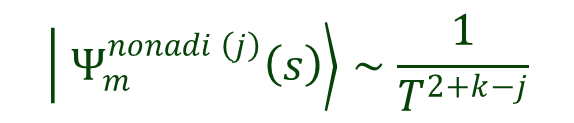 | Ψ_m^{nonadi (j)}(s)⟩ ~ 1/T^{2+k−j}